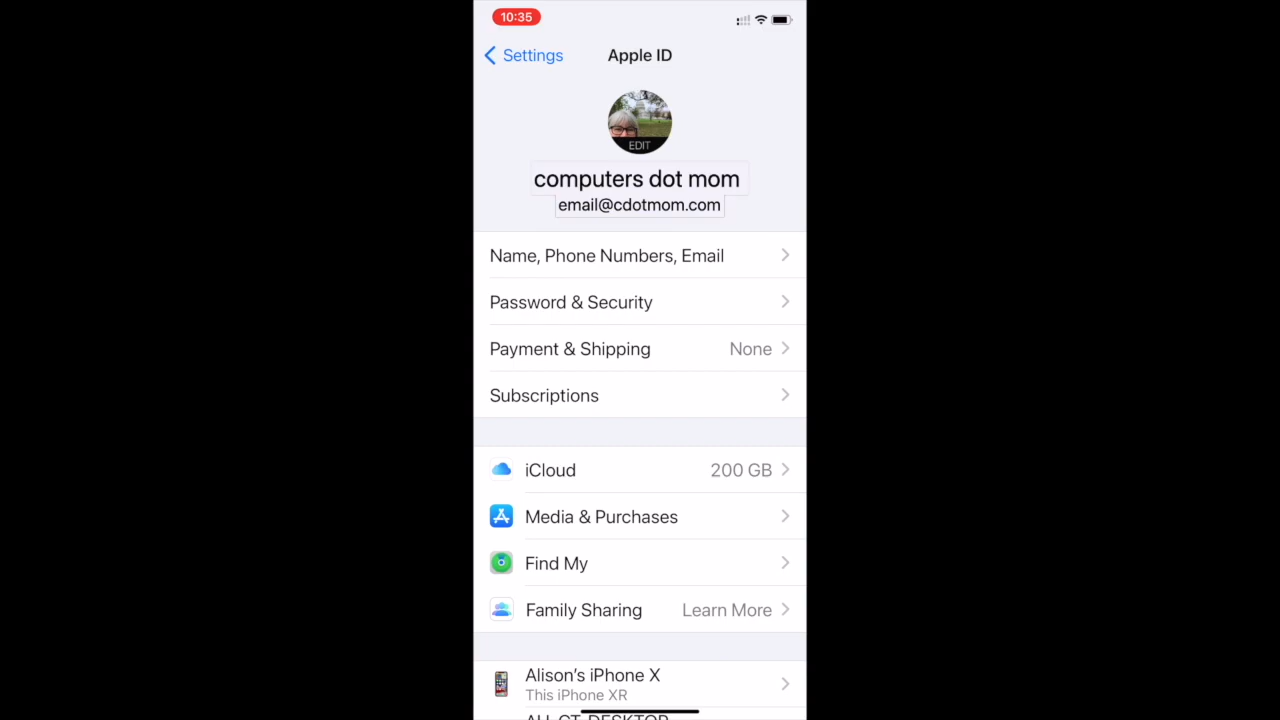 10:35
Settings
Apple ID
EDIT
computers dot mom
email@cdotmom.com
Name, Phone Numbers, Email
Password & Security
Payment & Shipping None
Subscriptions
iCloud 200 GB
Media & Purchases
Find My
Family Sharing Learn More
Alison’s iPhone X
This iPhone XR